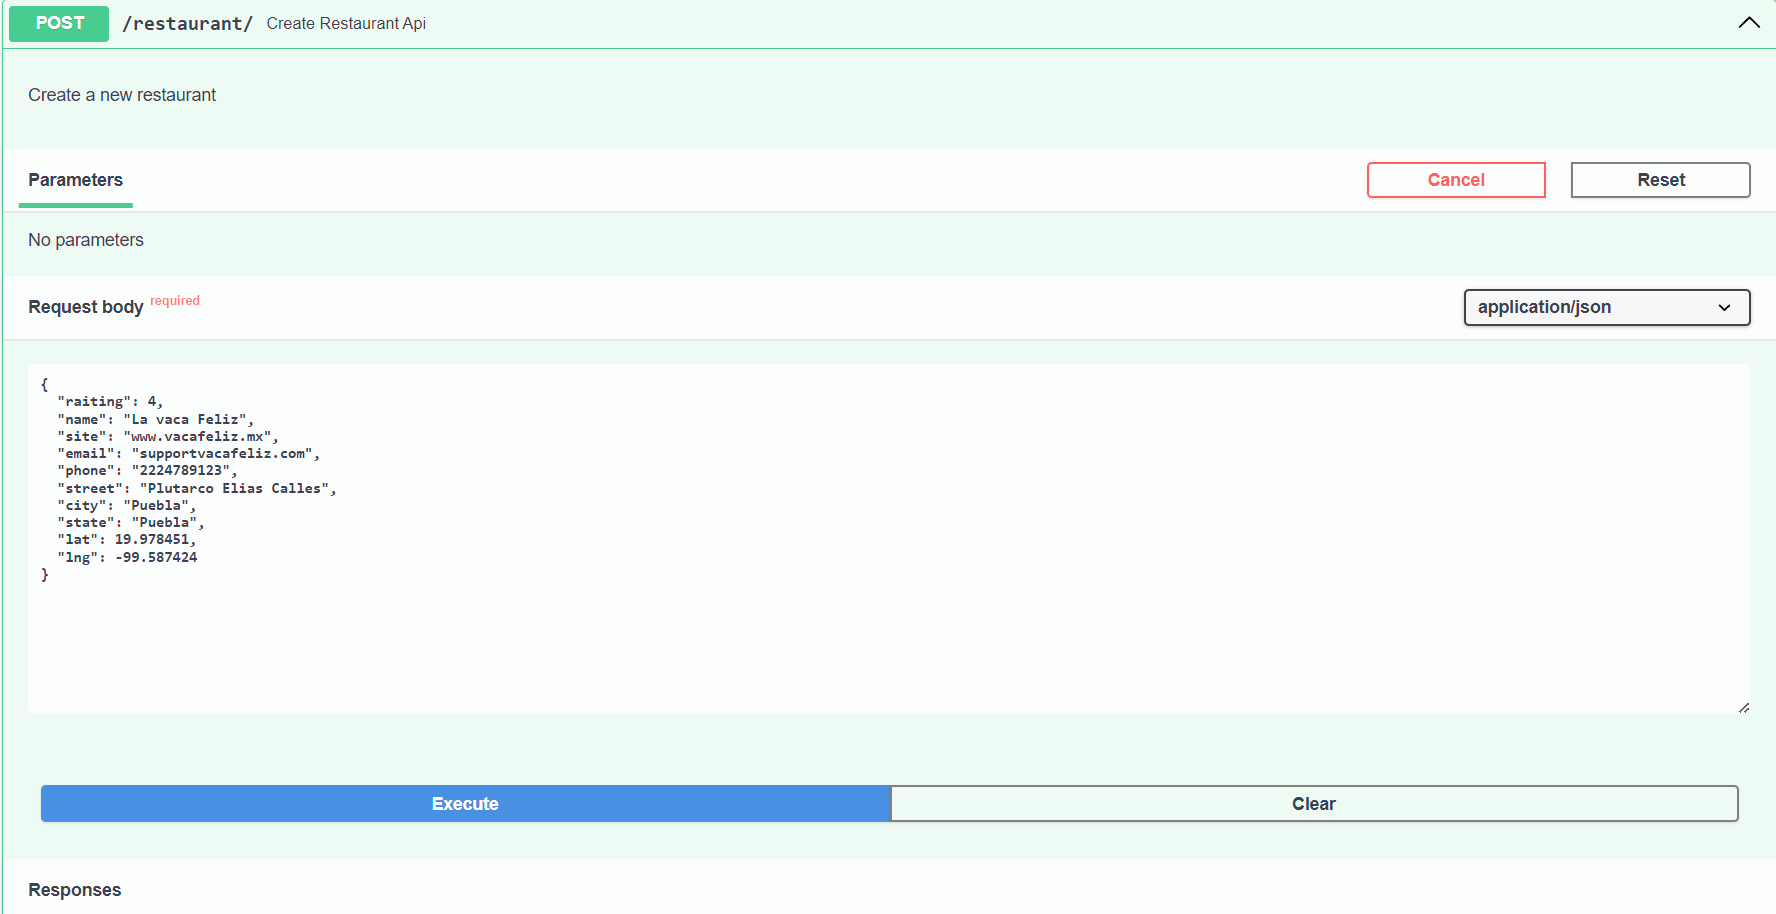 POST /restaurant/ Create Restaurant Api
Create a new restaurant
Parameters
Cancel
Reset
No parameters
Request body required
application/json
{
  "raiting": 4,
  "name": "La vaca Feliz",
  "site": "www.vacafeliz.mx",
  "email": "supportvacafeliz.com",
  "phone": "2224789123",
  "street": "Plutarco Elias Calles",
  "city": "Puebla",
  "state": "Puebla",
  "lat": 19.978451,
  "lng": -99.587424
}
Execute
Clear
Responses